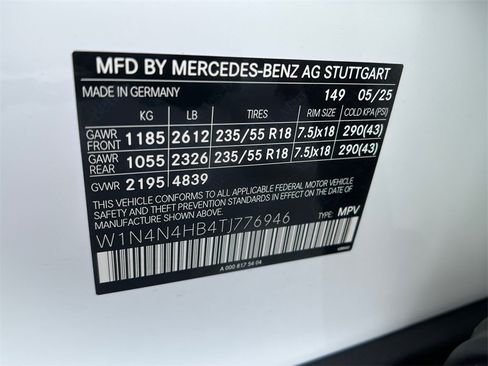 MFD BY MERCEDES-BENZ AG STUTTGART
MADE IN GERMANY 149 05/25
KG LB TIRES RIM SIZE COLD KPA(PSI)
GAWR FRONT 1185 2612 235/55 R18 7.5Jx18 290(43)
GAWR REAR 1055 2326 235/55 R18 7.5Jx18 290(43)
GVWR 2195 4839
THIS VEHICLE CONFORMS TO ALL APPLICABLE FEDERAL MOTOR VEHICLE
SAFETY STANDARDS IN EFFECT ON THE DATE OF
MANUFACTURE SHOWN ABOVE.
W1N4N4HB4TJ776946 TYPE: MPV
A 000 817 54 04